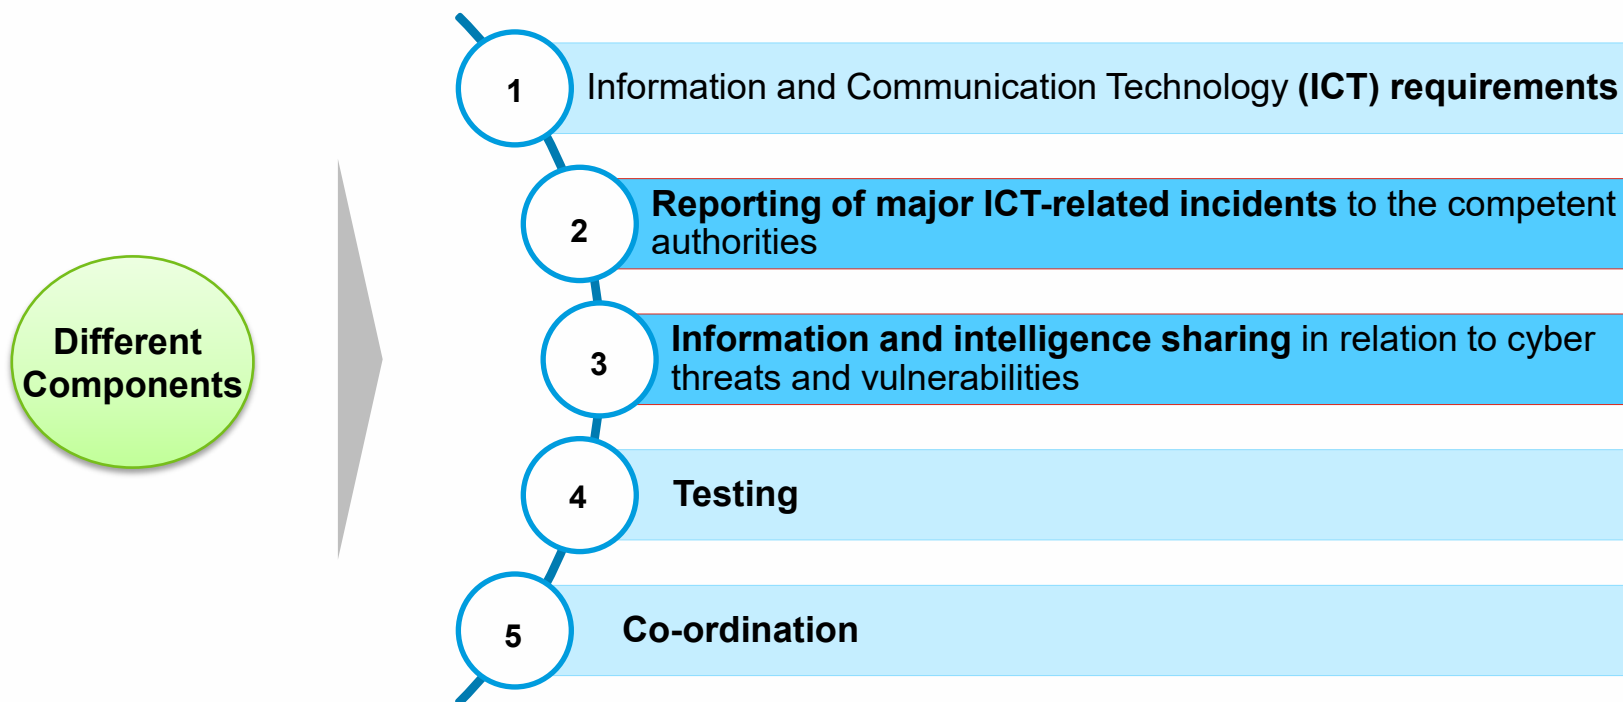 Different
Components
1
Information and Communication Technology (ICT) requirements
2
Reporting of major ICT-related incidents to the competent
authorities
3
Information and intelligence sharing in relation to cyber
threats and vulnerabilities
4
Testing
5
Co-ordination